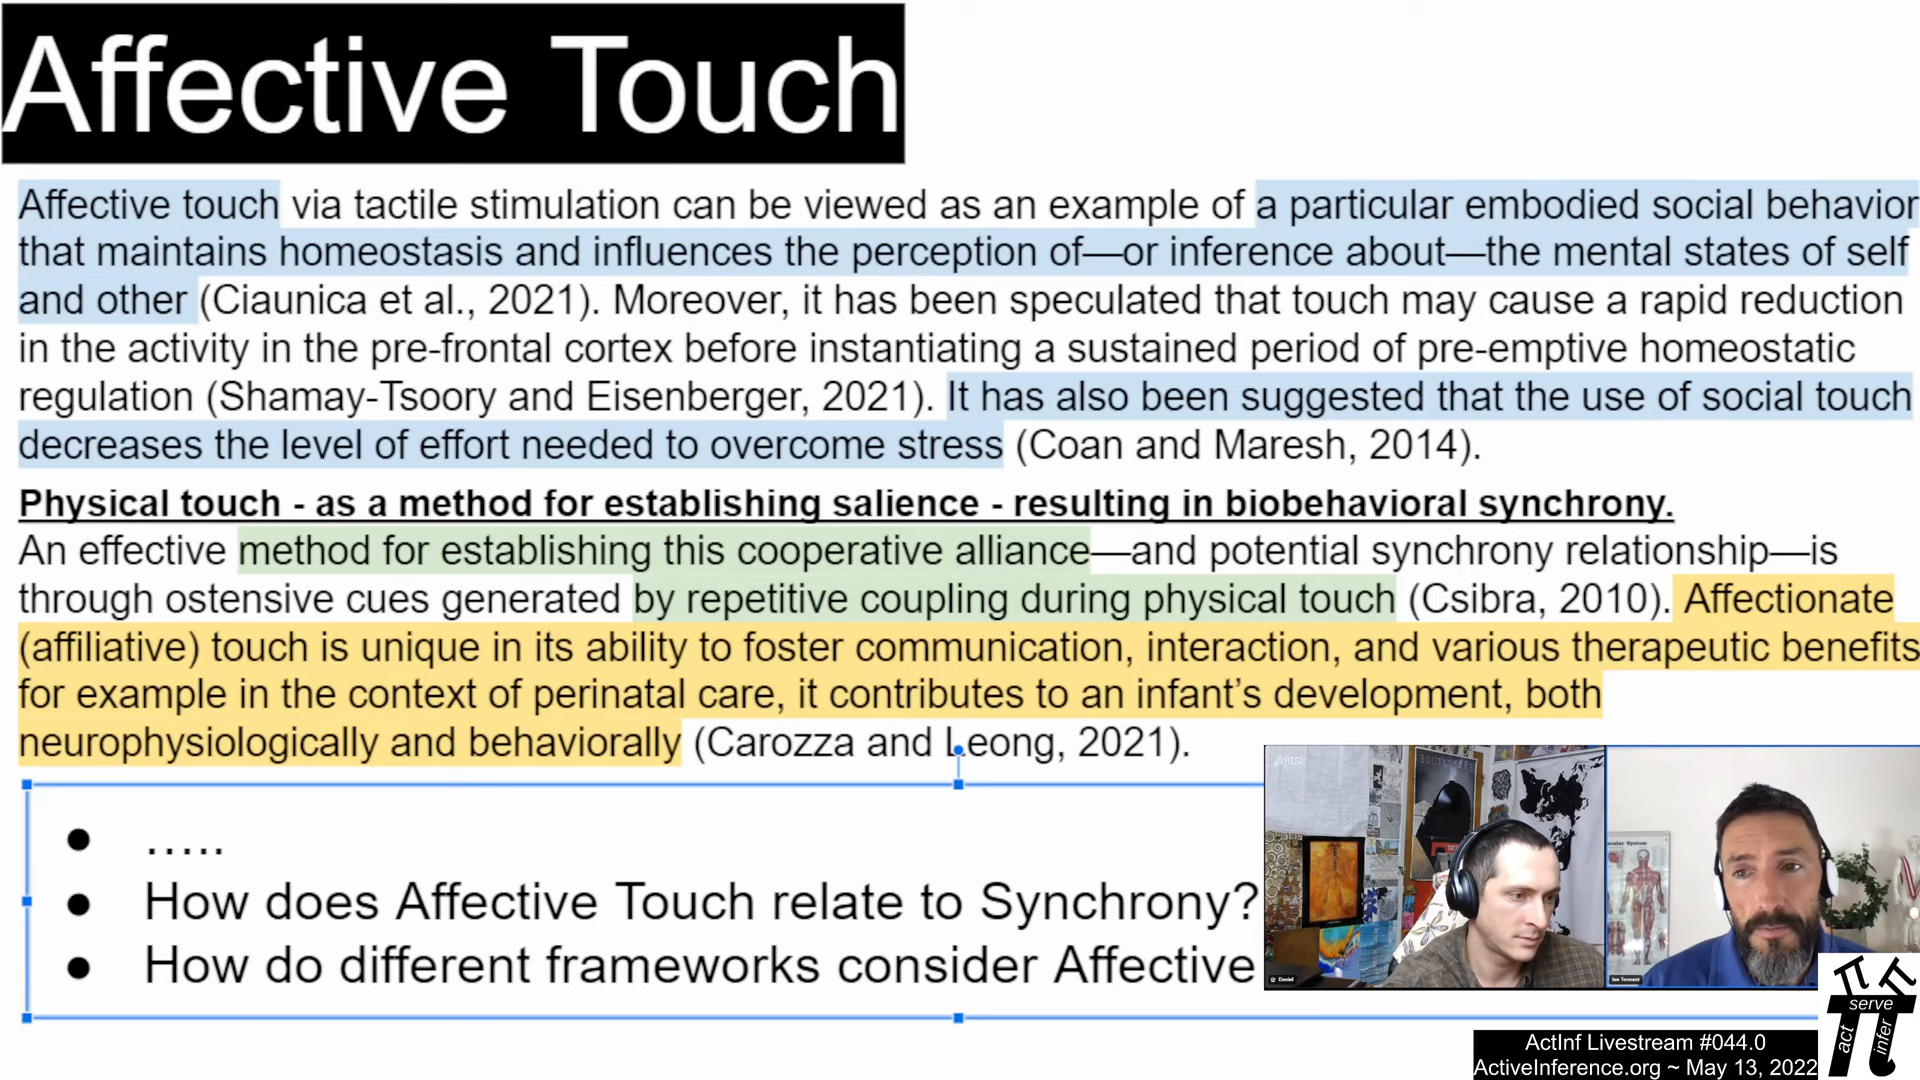 Affective Touch
Affective touch via tactile stimulation can be viewed as an example of a particular embodied social behavior
that maintains homeostasis and influences the perception of—or inference about—the mental states of self
and other (Ciaunica et al., 2021). Moreover, it has been speculated that touch may cause a rapid reduction
in the activity in the pre-frontal cortex before instantiating a sustained period of pre-emptive homeostatic
regulation (Shamay-Tsoory and Eisenberger, 2021). It has also been suggested that the use of social touch
decreases the level of effort needed to overcome stress (Coan and Maresh, 2014).
Physical touch - as a method for establishing salience - resulting in biobehavioral synchrony.
An effective method for establishing this cooperative alliance—and potential synchrony relationship—is
through ostensive cues generated by repetitive coupling during physical touch (Csibra, 2010). Affectionate
(affiliative) touch is unique in its ability to foster communication, interaction, and various therapeutic benefits
for example in the context of perinatal care, it contributes to an infant’s development, both
neurophysiologically and behaviorally (Carozza and Leong, 2021).
● .....
● How does Affective Touch relate to Synchrony?
● How do different frameworks consider Affective
Jitsi
System
Daniel
Ian Tennant
serve
act
infer
ActInf Livestream #044.0
ActiveInference.org ~ May 13, 2022